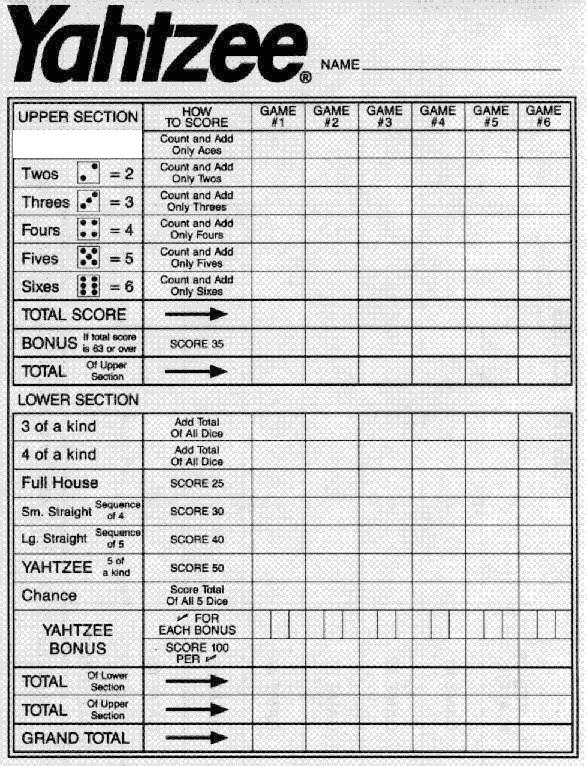 Yahtzee®
NAME
UPPER SECTION HOW TO SCORE GAME #1 GAME #2 GAME #3 GAME #4 GAME #5 GAME #6
Count and Add Only Aces
Twos = 2 Count and Add Only Twos
Threes = 3 Count and Add Only Threes
Fours = 4 Count and Add Only Fours
Fives = 5 Count and Add Only Fives
Sixes = 6 Count and Add Only Sixes
TOTAL SCORE
BONUS If total score is 63 or over SCORE 35
TOTAL Of Upper Section
LOWER SECTION
3 of a kind Add Total Of All Dice
4 of a kind Add Total Of All Dice
Full House SCORE 25
Sm. Straight Sequence of 4 SCORE 30
Lg. Straight Sequence of 5 SCORE 40
YAHTZEE 5 of a kind SCORE 50
Chance Score Total Of All 5 Dice
YAHTZEE BONUS ✓ FOR EACH BONUS
SCORE 100 PER ✓
TOTAL Of Lower Section
TOTAL Of Upper Section
GRAND TOTAL